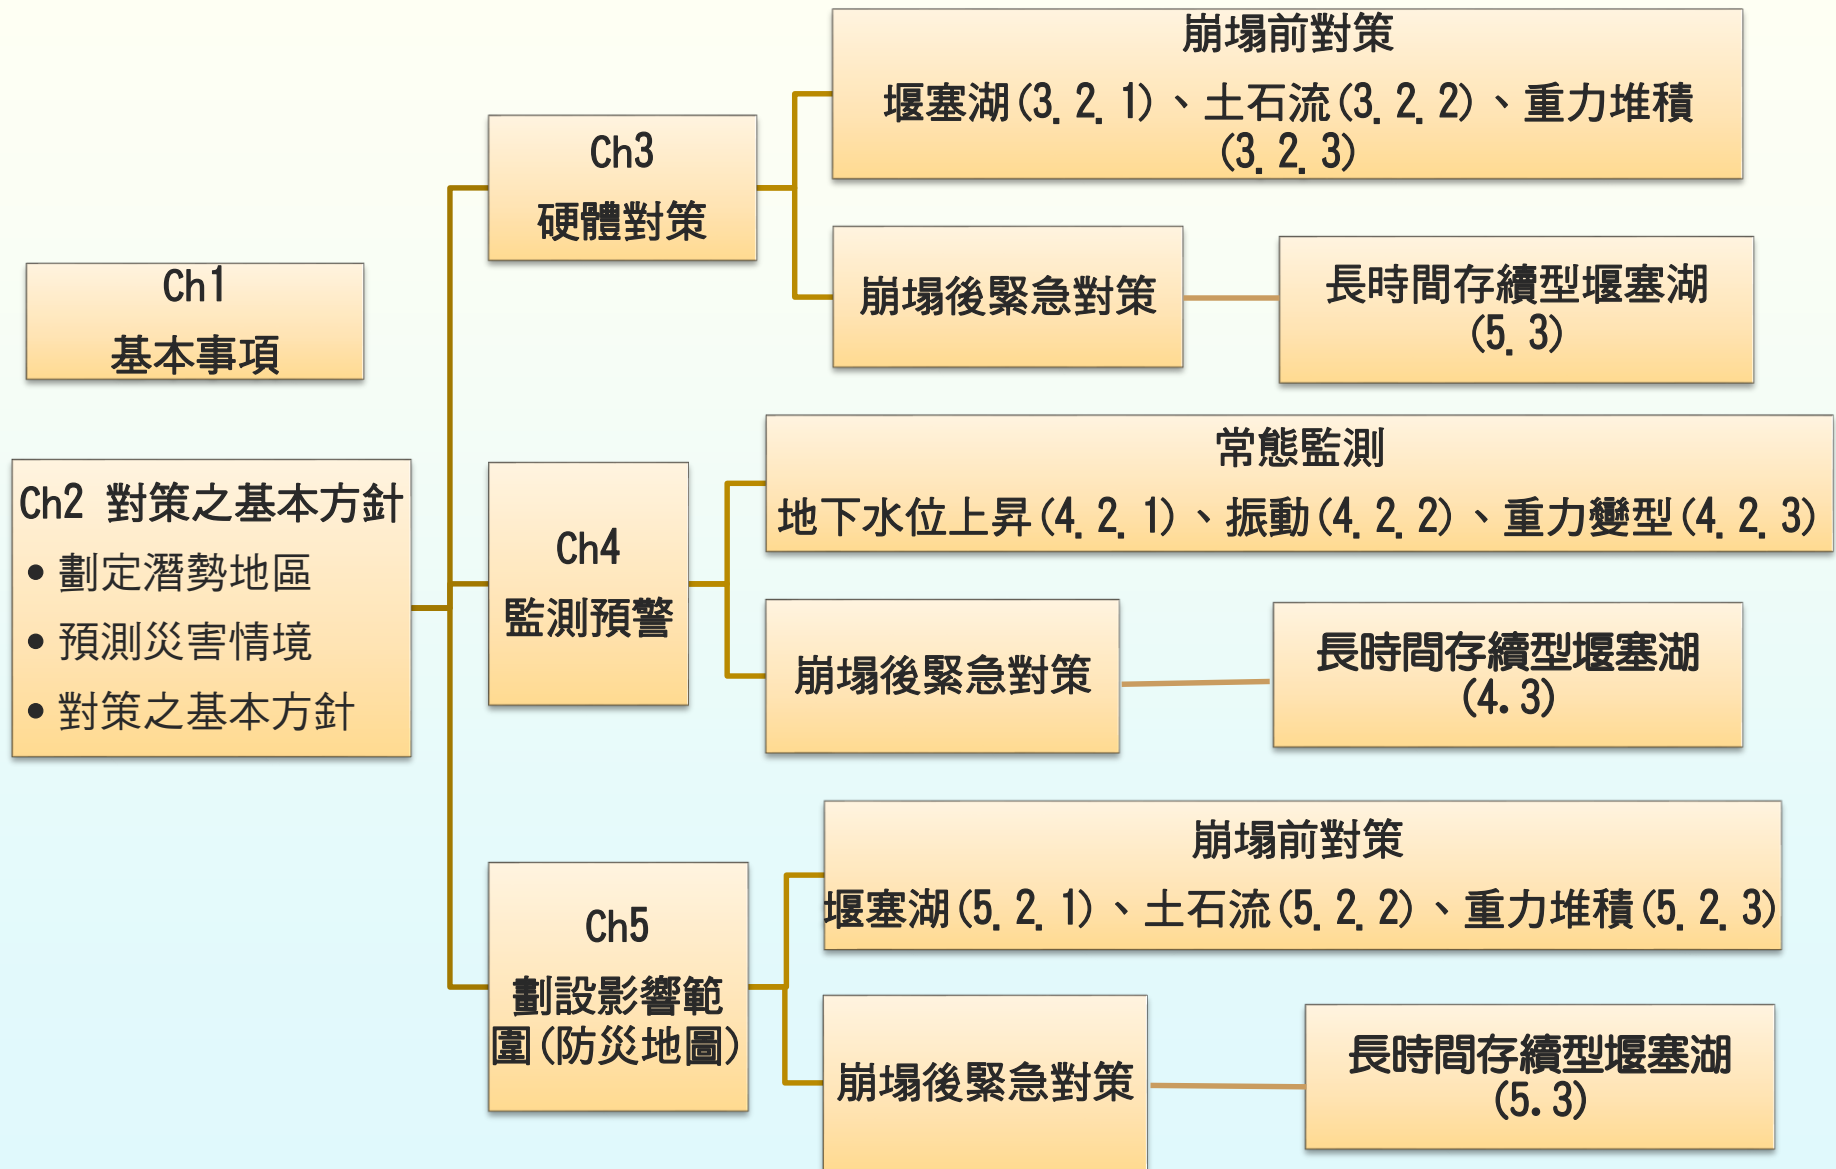 Ch1
基本事項
Ch2 對策之基本方針
• 劃定潛勢地區
• 預測災害情境
• 對策之基本方針
Ch3
硬體對策
崩塌前對策
堰塞湖(3.2.1)、土石流(3.2.2)、重力堆積
(3.2.3)
崩塌後緊急對策
長時間存續型堰塞湖
(5.3)
Ch4
監測預警
常態監測
地下水位上昇(4.2.1)、振動(4.2.2)、重力變型(4.2.3)
崩塌後緊急對策
長時間存續型堰塞湖
(4.3)
Ch5
劃設影響範
圍(防災地圖)
崩塌前對策
堰塞湖(5.2.1)、土石流(5.2.2)、重力堆積(5.2.3)
崩塌後緊急對策
長時間存續型堰塞湖
(5.3)